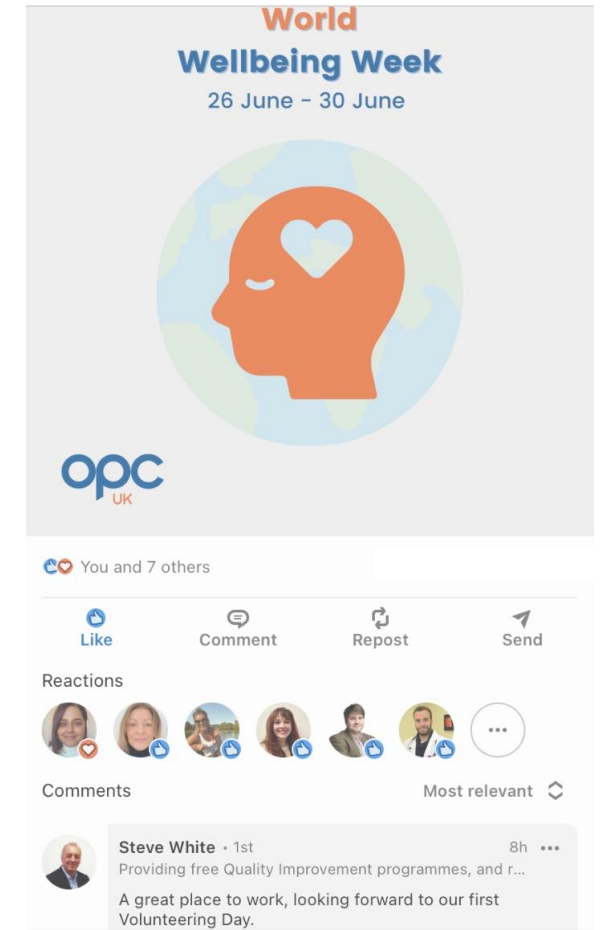 World
Wellbeing Week
26 June - 30 June
opc
UK
You and 7 others
Like
Comment
Repost
Send
Reactions
Comments
Most relevant
Steve White • 1st
8h
Providing free Quality Improvement programmes, and r...
A great place to work, looking forward to our first
Volunteering Day.